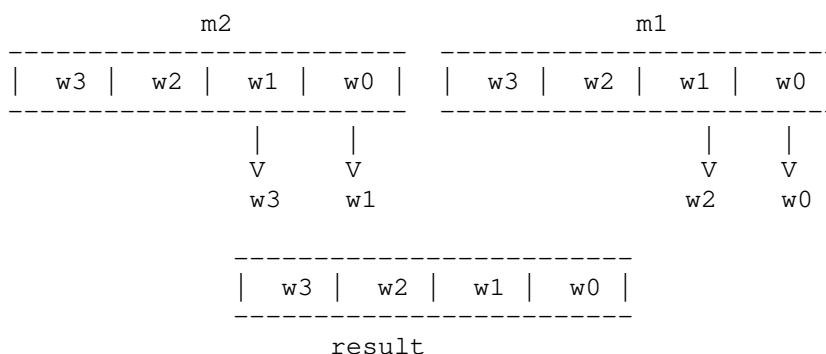 m2 m1
| w3 | w2 | w1 | w0 | | w3 | w2 | w1 | w0
| | | |
V V V V
w3 w1 w2 w0
| w3 | w2 | w1 | w0 |
result